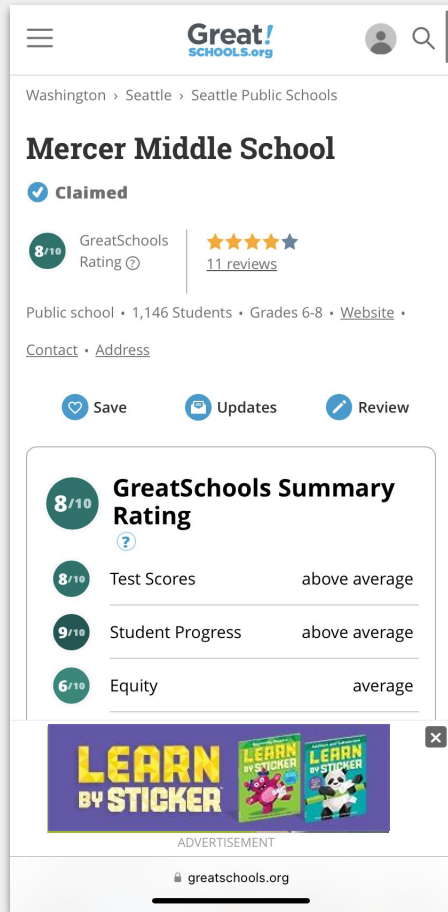 Great!
SCHOOLS.org
Washington › Seattle › Seattle Public Schools
Mercer Middle School
Claimed
8/10 GreatSchools Rating ?
11 reviews
Public school • 1,146 Students • Grades 6-8 • Website •
Contact • Address
Save Updates Review
8/10 GreatSchools Summary
Rating
?
8/10 Test Scores above average
9/10 Student Progress above average
6/10 Equity average
LEARN
BY STICKER
LEARN
BY STICKER
LEARN
BY STICKER
ADVERTISEMENT
greatschools.org